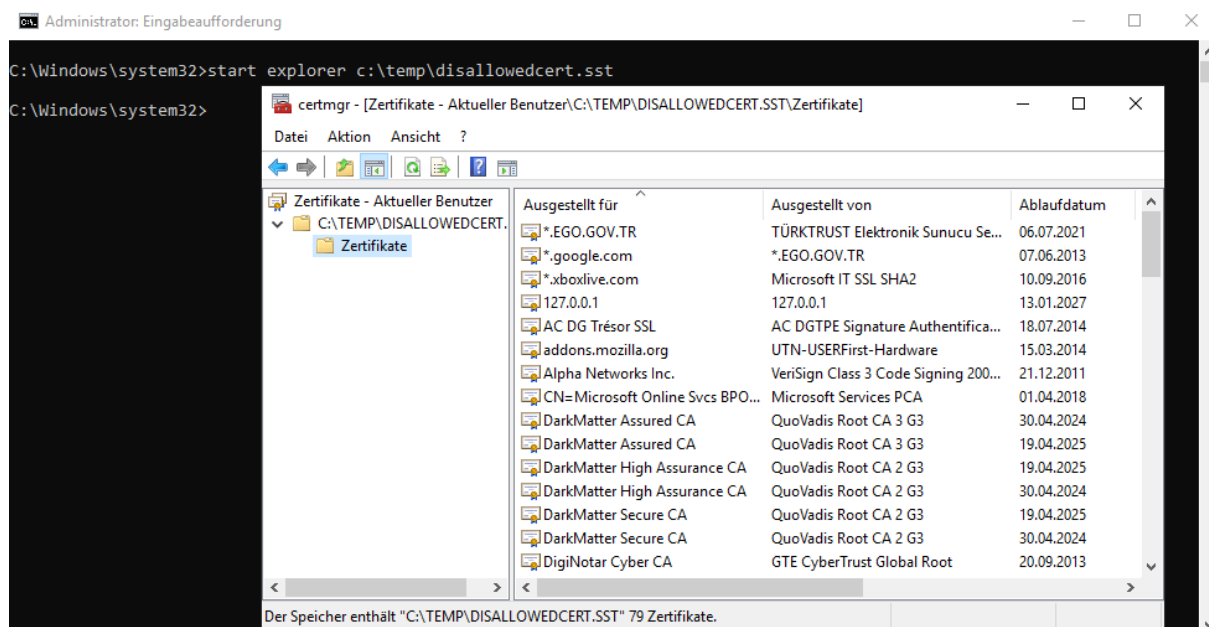 Administrator: Eingabeaufforderung
C:\Windows\system32>start explorer c:\temp\disallowedcert.sst
C:\Windows\system32>
certmgr - [Zertifikate - Aktueller Benutzer\C:\TEMP\DISALLOWEDCERT.SST\Zertifikate]
Datei Aktion Ansicht ?
Zertifikate - Aktueller Benutzer
C:\TEMP\DISALLOWEDCERT.
Zertifikate
Ausgestellt für Ausgestellt von Ablaufdatum
*.EGO.GOV.TR TÜRKTRUST Elektronik Sunucu Se... 06.07.2021
*.google.com *.EGO.GOV.TR 07.06.2013
*.xboxlive.com Microsoft IT SSL SHA2 10.09.2016
127.0.0.1 127.0.0.1 13.01.2027
AC DG Trésor SSL AC DGTPE Signature Authentifica... 18.07.2014
addons.mozilla.org UTN-USERFirst-Hardware 15.03.2014
Alpha Networks Inc. VeriSign Class 3 Code Signing 200... 21.12.2011
CN=Microsoft Online Svcs BPO... Microsoft Services PCA 01.04.2018
DarkMatter Assured CA QuoVadis Root CA 3 G3 30.04.2024
DarkMatter Assured CA QuoVadis Root CA 3 G3 19.04.2025
DarkMatter High Assurance CA QuoVadis Root CA 2 G3 19.04.2025
DarkMatter High Assurance CA QuoVadis Root CA 2 G3 30.04.2024
DarkMatter Secure CA QuoVadis Root CA 2 G3 19.04.2025
DarkMatter Secure CA QuoVadis Root CA 2 G3 30.04.2024
DigiNotar Cyber CA GTE CyberTrust Global Root 20.09.2013
Der Speicher enthält "C:\TEMP\DISALLOWEDCERT.SST" 79 Zertifikate.